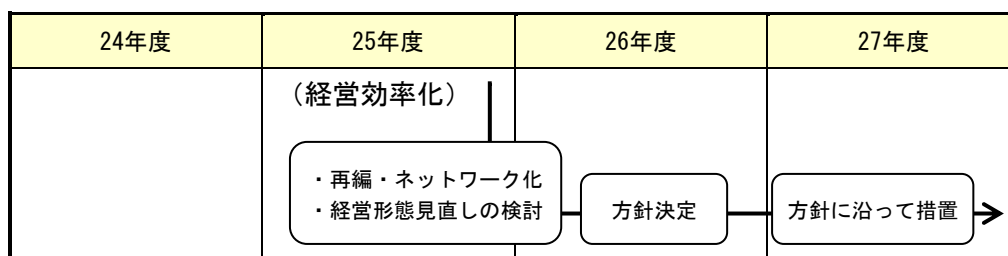 24年度
25年度
26年度
27年度
（経営効率化）
・再編・ネットワーク化
・経営形態見直しの検討
方針決定
方針に沿って措置